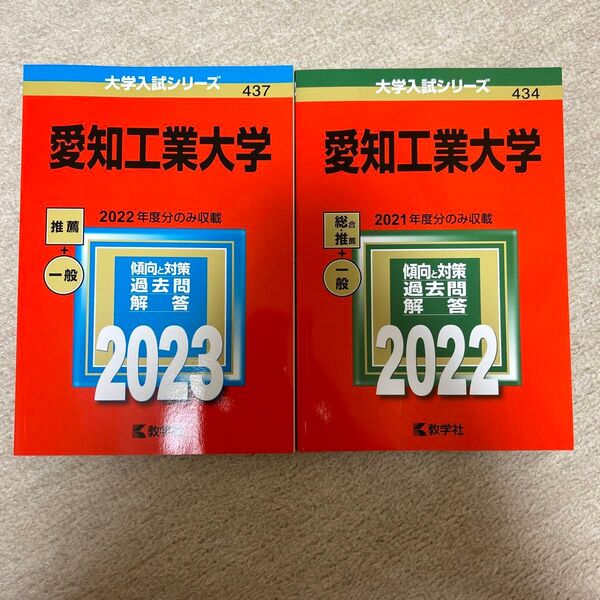 大学入試シリーズ
437
愛知工業大学
2022年度分のみ収載
推薦
+
一般
傾向と対策
過去問
解答
2023
教学社
大学入試シリーズ
434
愛知工業大学
2021年度分のみ収載
総合・推薦
+
一般
傾向と対策
過去問
解答
2022
教学社